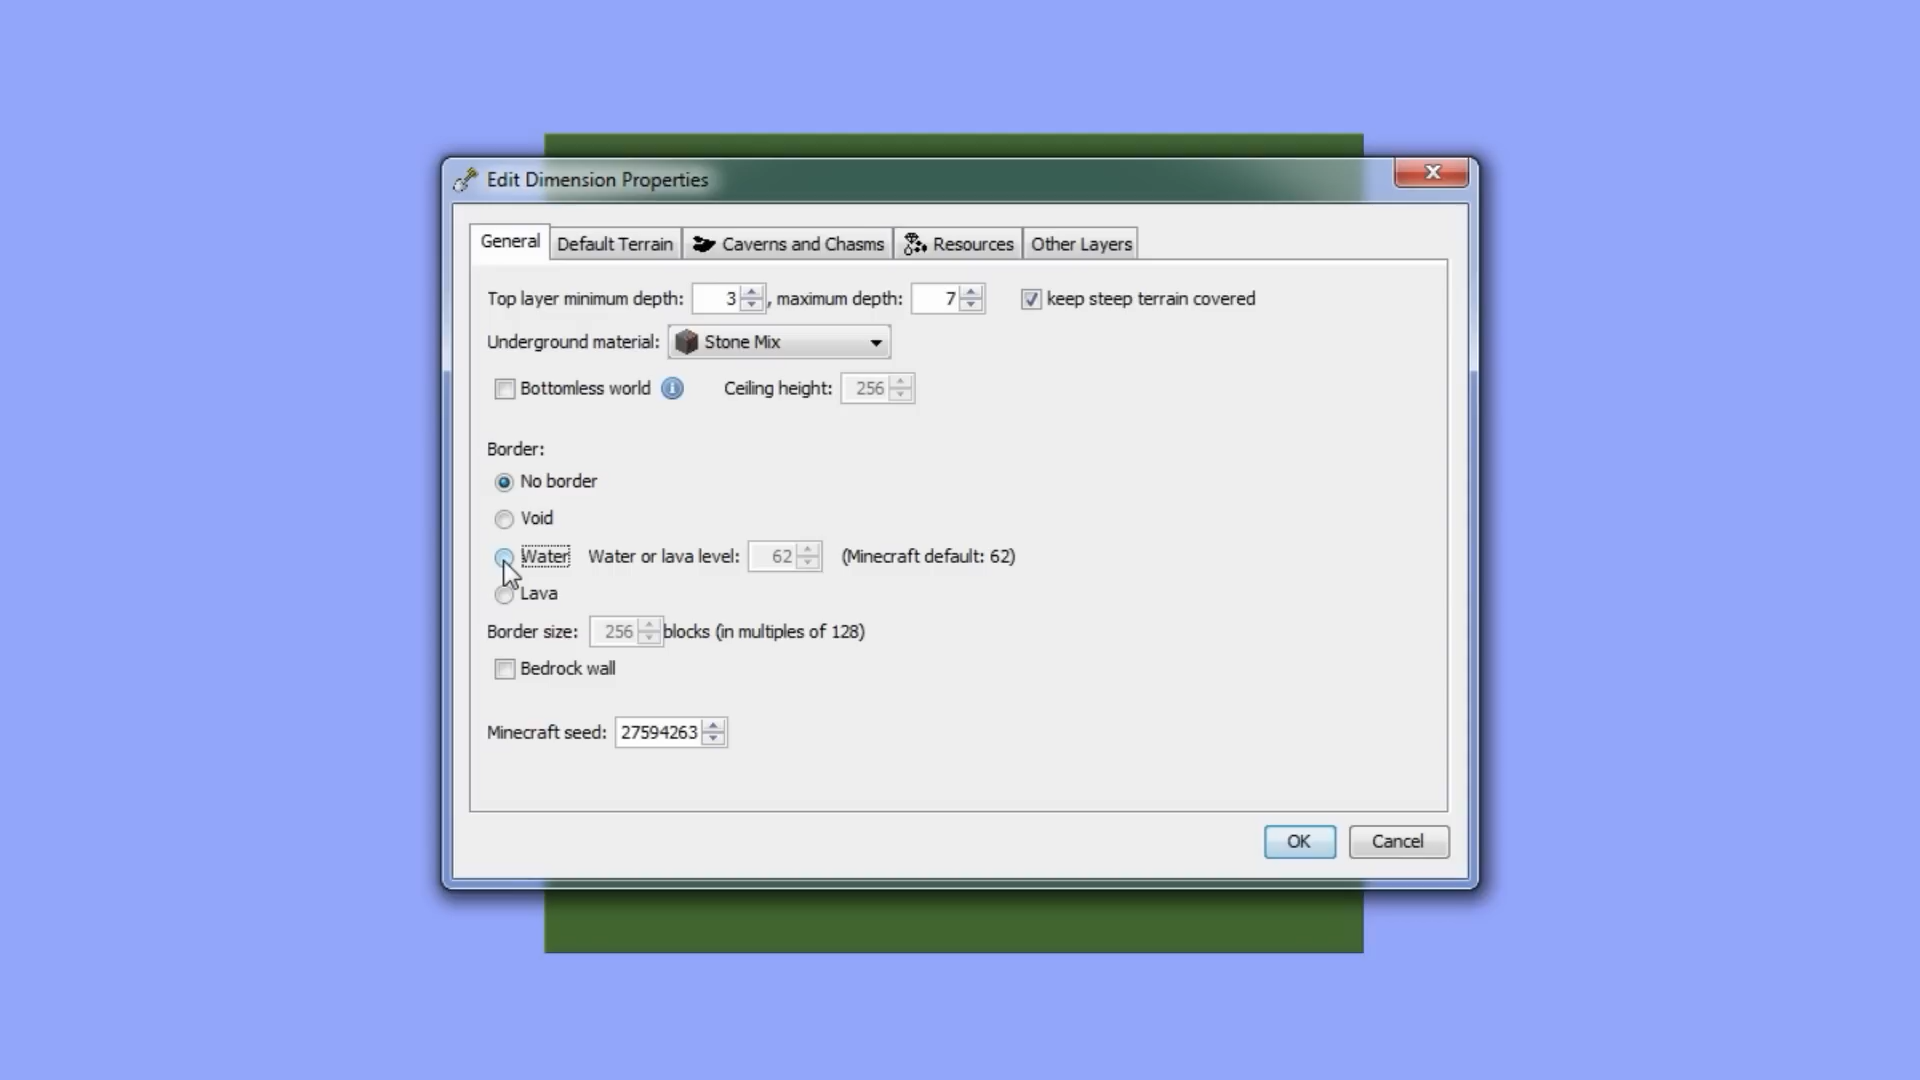 Edit Dimension Properties
General Default Terrain Caverns and Chasms Resources Other Layers
Top layer minimum depth: 3 , maximum depth: 7 keep steep terrain covered
Underground material: Stone Mix
Bottomless world Ceiling height: 256
Border:
No border
Void
Water Water or lava level: 62 (Minecraft default: 62)
Lava
Border size: 256 blocks (in multiples of 128)
Bedrock wall
Minecraft seed: 27594263
OK Cancel